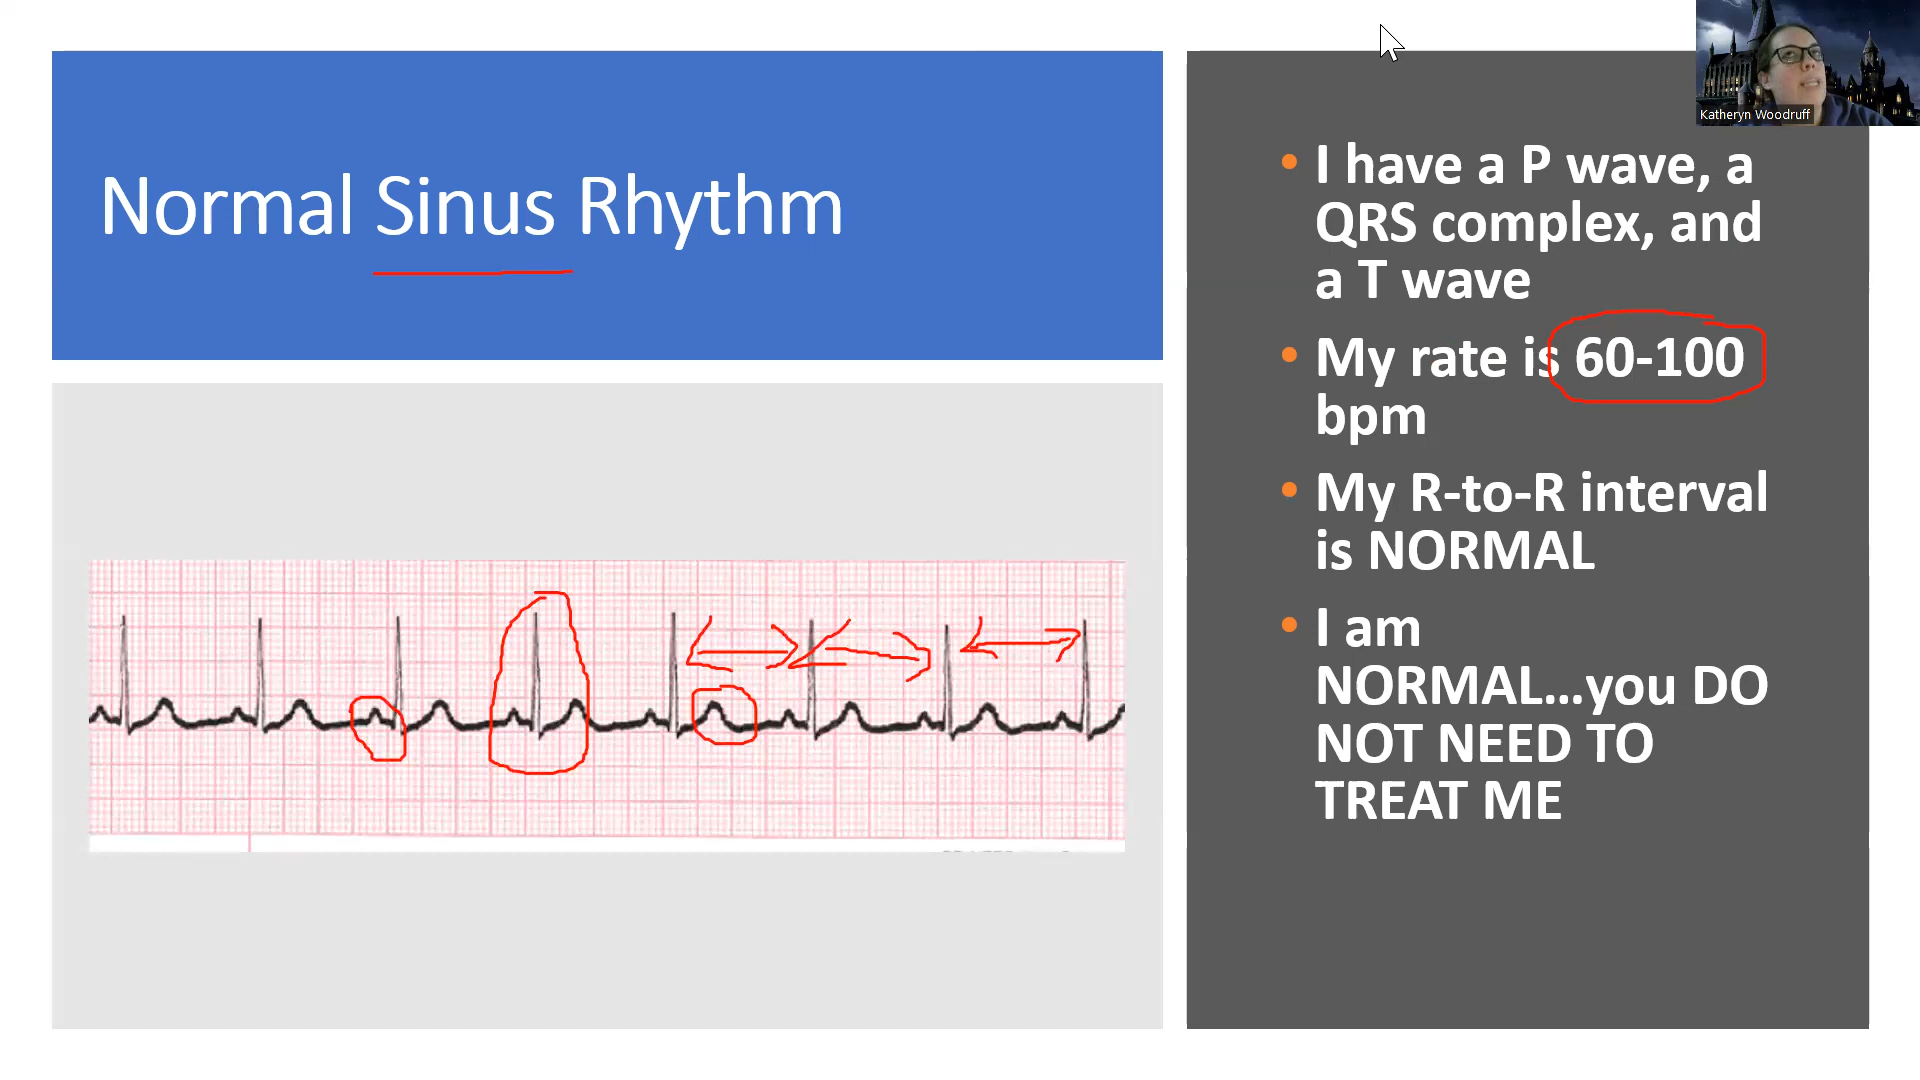 Normal Sinus Rhythm
Katheryn Woodruff
• I have a P wave, a
QRS complex, and
a T wave
• My rate is 60-100
bpm
• My R-to-R interval
is NORMAL
• I am
NORMAL...you DO
NOT NEED TO
TREAT ME